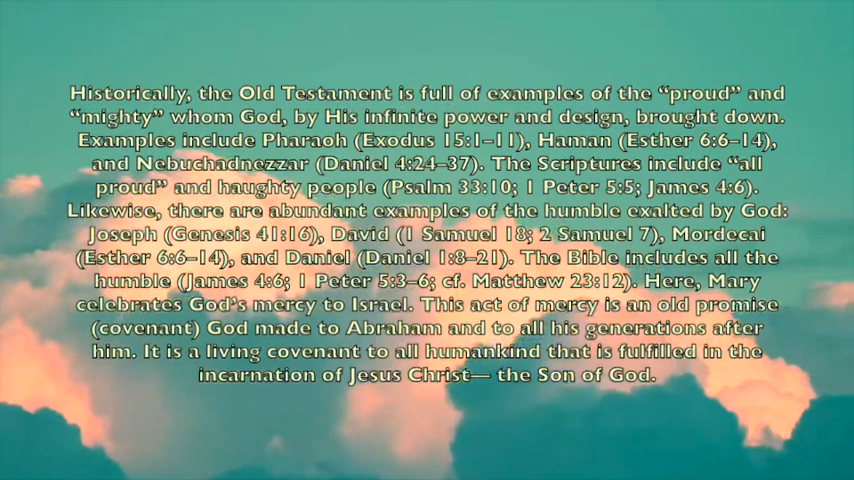 Historically, the Old Testament is full of examples of the “proud” and
“mighty” whom God, by His infinite power and design, brought down.
Examples include Pharaoh (Exodus 15:1–11), Haman (Esther 6:6–14),
and Nebuchadnezzar (Daniel 4:24–37). The Scriptures include “all
proud” and haughty people (Psalm 33:10; 1 Peter 5:5; James 4:6).
Likewise, there are abundant examples of the humble exalted by God:
Joseph (Genesis 41:16), David (1 Samuel 18; 2 Samuel 7), Mordecai
(Esther 6:6–14), and Daniel (Daniel 1:8–21). The Bible includes all the
humble (James 4:6; 1 Peter 5:3–6; cf. Matthew 23:12). Here, Mary
celebrates God’s mercy to Israel. This act of mercy is an old promise
(covenant) God made to Abraham and to all his generations after
him. It is a living covenant to all humankind that is fulfilled in the
incarnation of Jesus Christ— the Son of God.